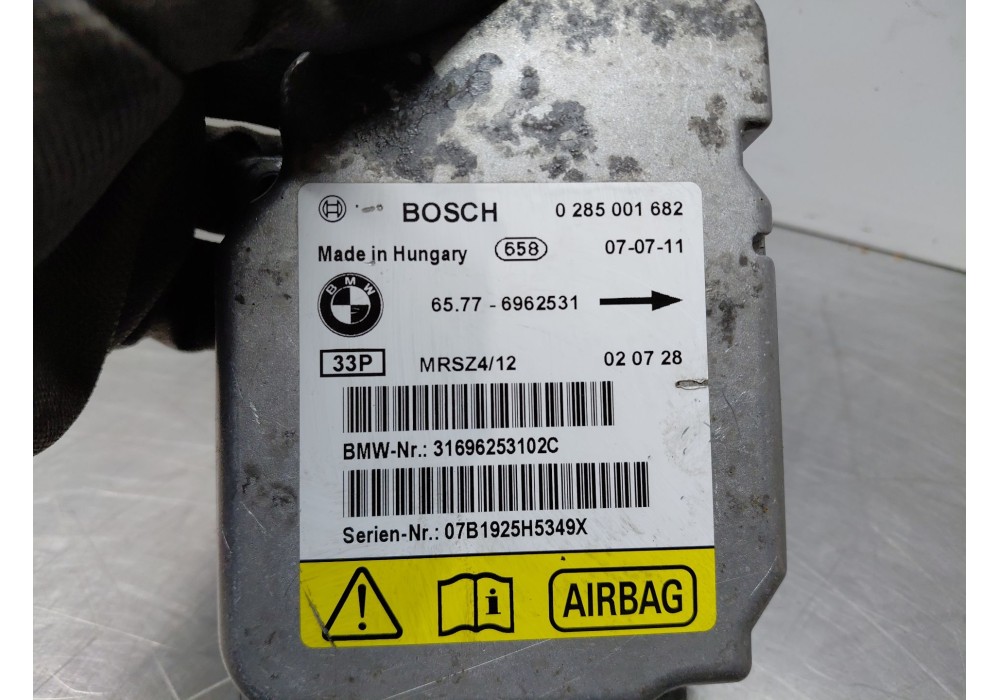 BOSCH 0 285 001 682
Made in Hungary 658 07-07-11
BMW
65.77 - 6962531
33P MRSZ4/12 02 07 28
BMW-Nr.: 31696253102C
Serien-Nr.: 07B1925H5349X
! i AIRBAG